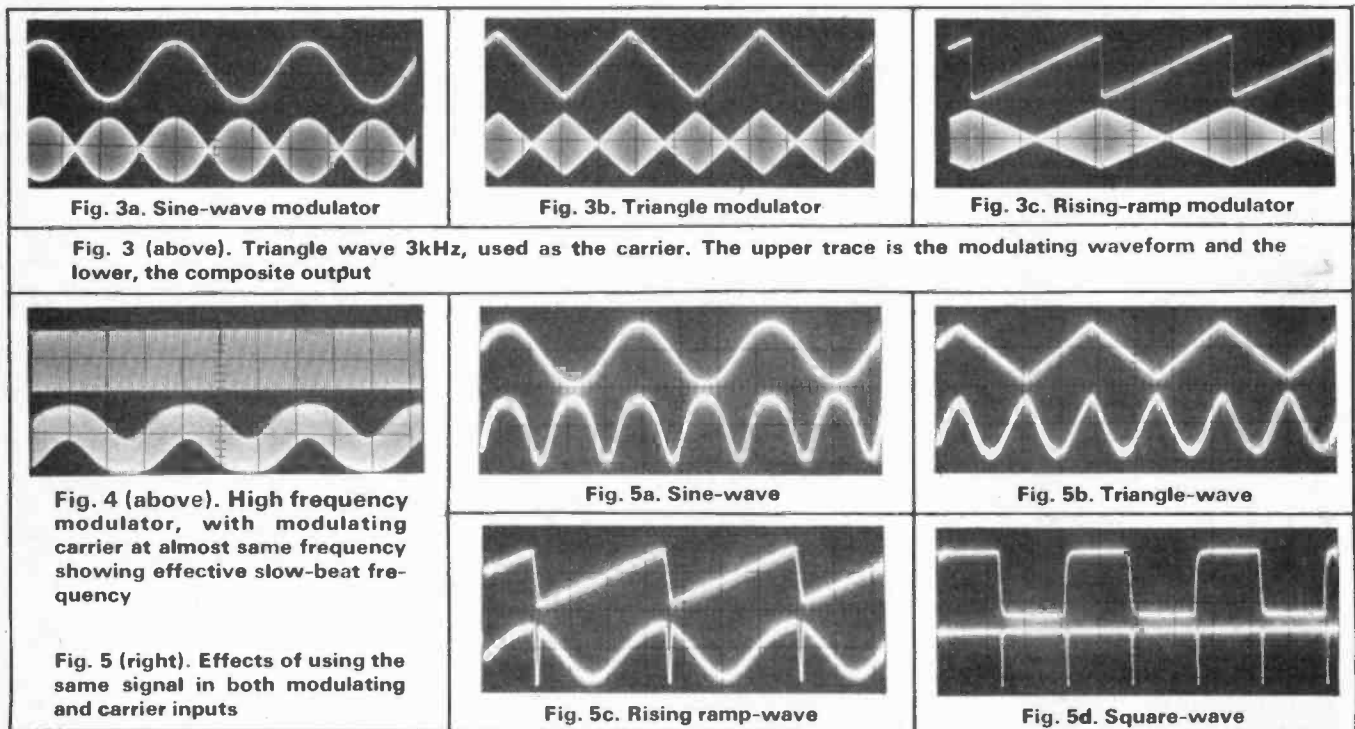 Fig. 3a. Sine-wave modulator
Fig. 3b. Triangle modulator
Fig. 3c. Rising-ramp modulator
Fig. 3 (above). Triangle wave 3kHz, used as the carrier. The upper trace is the modulating waveform and the
lower, the composite output
Fig. 4 (above). High frequency
modulator, with modulating
carrier at almost same frequency
showing effective slow-beat fre-
quency
Fig. 5 (right). Effects of using the
same signal in both modulating
and carrier inputs
Fig. 5a. Sine-wave
Fig. 5b. Triangle-wave
Fig. 5c. Rising ramp-wave
Fig. 5d. Square-wave